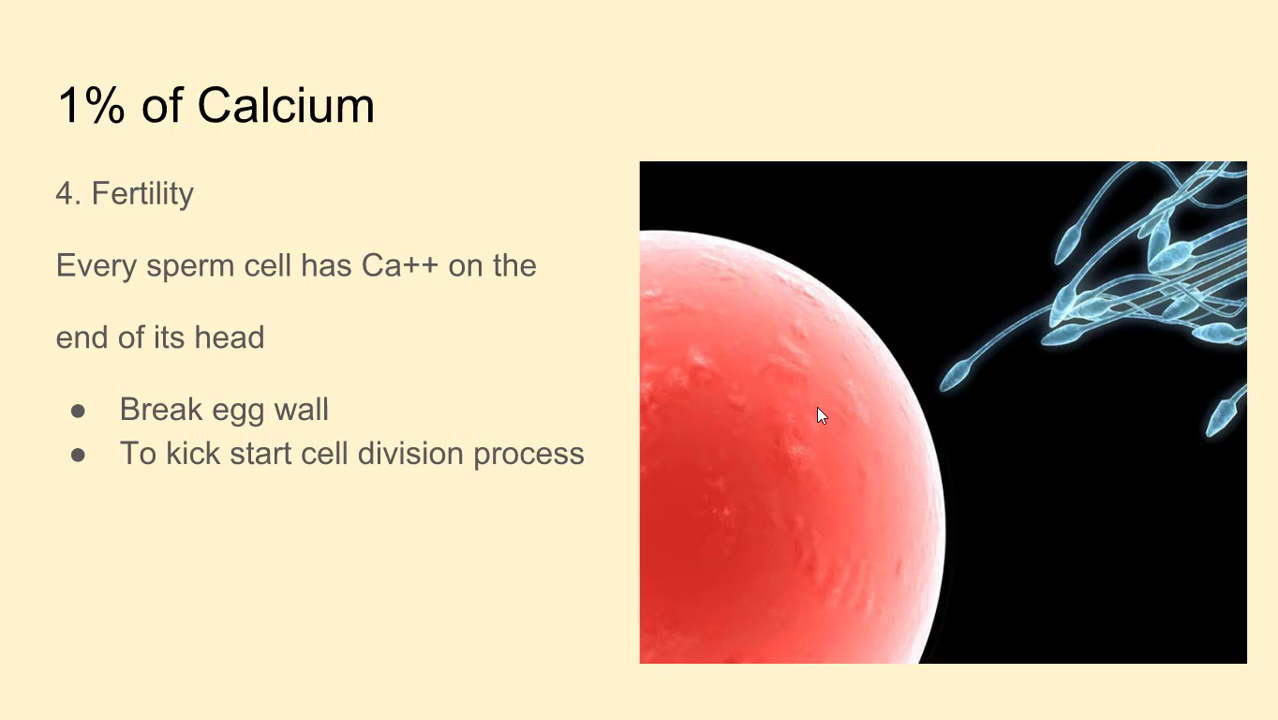 1% of Calcium
4. Fertility
Every sperm cell has Ca++ on the
end of its head
● Break egg wall
● To kick start cell division process